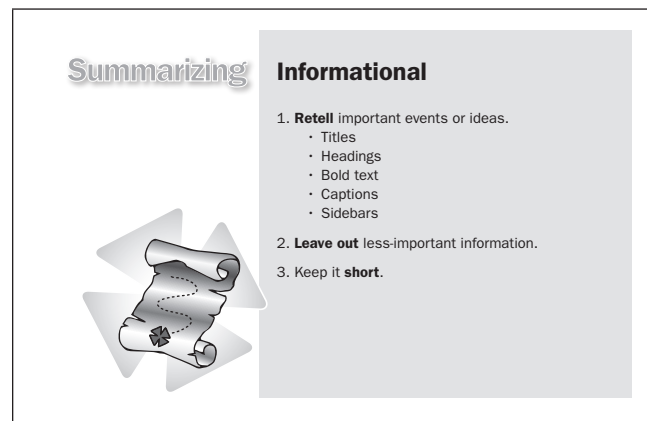 Summarizing
Informational
1. Retell important events or ideas.
· Titles
· Headings
· Bold text
· Captions
· Sidebars
2. Leave out less-important information.
3. Keep it short.